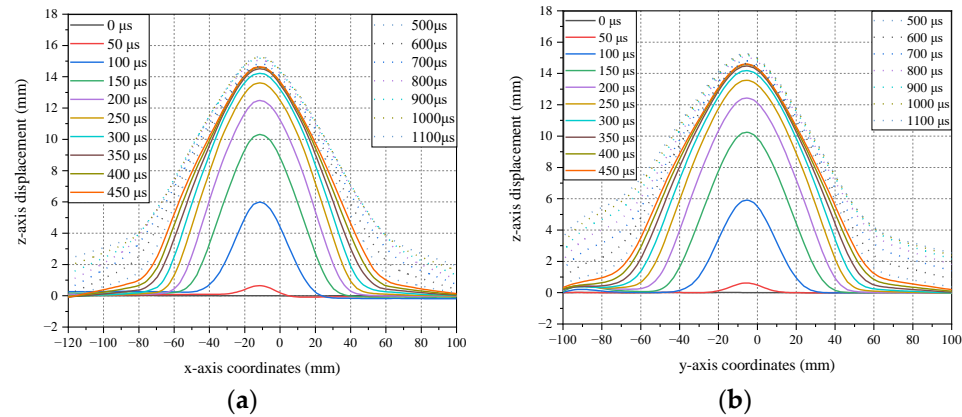 18
16
14
12
10
8
6
4
2
0
−2
z-axis displacement (mm)
0 μs
50 μs
100 μs
150 μs
200 μs
250 μs
300 μs
350 μs
400 μs
450 μs
500μs
600μs
700μs
800μs
900μs
1000μs
1100μs
−120 −100 −80 −60 −40 −20 0 20 40 60 80 100
x-axis coordinates (mm)
(a)
18
16
14
12
10
8
6
4
2
0
−2
z-axis displacement (mm)
0 μs
50 μs
100 μs
150 μs
200 μs
250 μs
300 μs
350 μs
400 μs
450 μs
500 μs
600 μs
700 μs
800 μs
900 μs
1000 μs
1100 μs
−100 −80 −60 −40 −20 0 20 40 60 80 100
y-axis coordinates (mm)
(b)